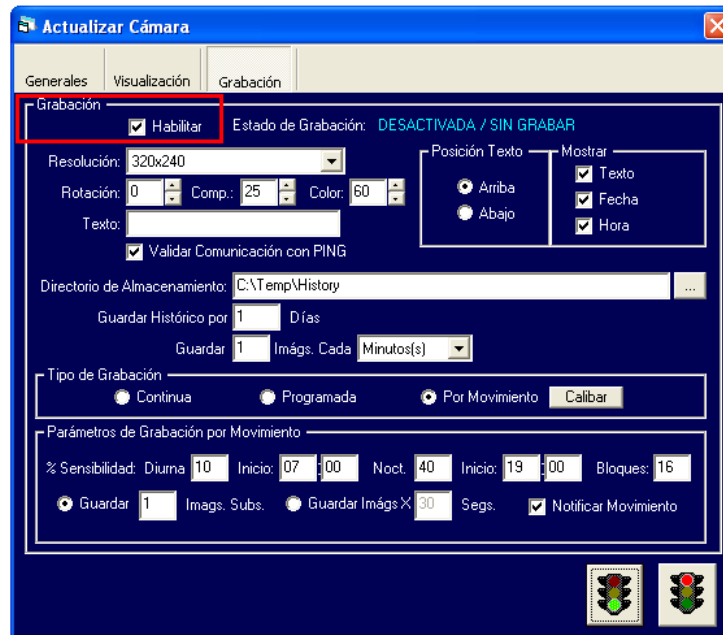 Actualizar Cámara
Generales Visualización Grabación
Grabación
Habilitar Estado de Grabación: DESACTIVADA / SIN GRABAR
Resolución: 320x240 Posición Texto Mostrar
Arriba Texto
Rotación: 0 Comp.: 25 Color: 60 Fecha
Abajo
Texto: Hora
Validar Comunicación con PING
Directorio de Almacenamiento: C:\Temp\History ...
Guardar Histórico por 1 Días
Guardar 1 Imágs. Cada Minutos(s)
Tipo de Grabación
Continua Programada Por Movimiento Calibar
Parámetros de Grabación por Movimiento
% Sensibilidad: Diurna 10 Inicio: 07 :00 Noct. 40 Inicio: 19 :00 Bloques: 16
Guardar 1 Imags. Subs. Guardar Imágs X 30 Segs. Notificar Movimiento